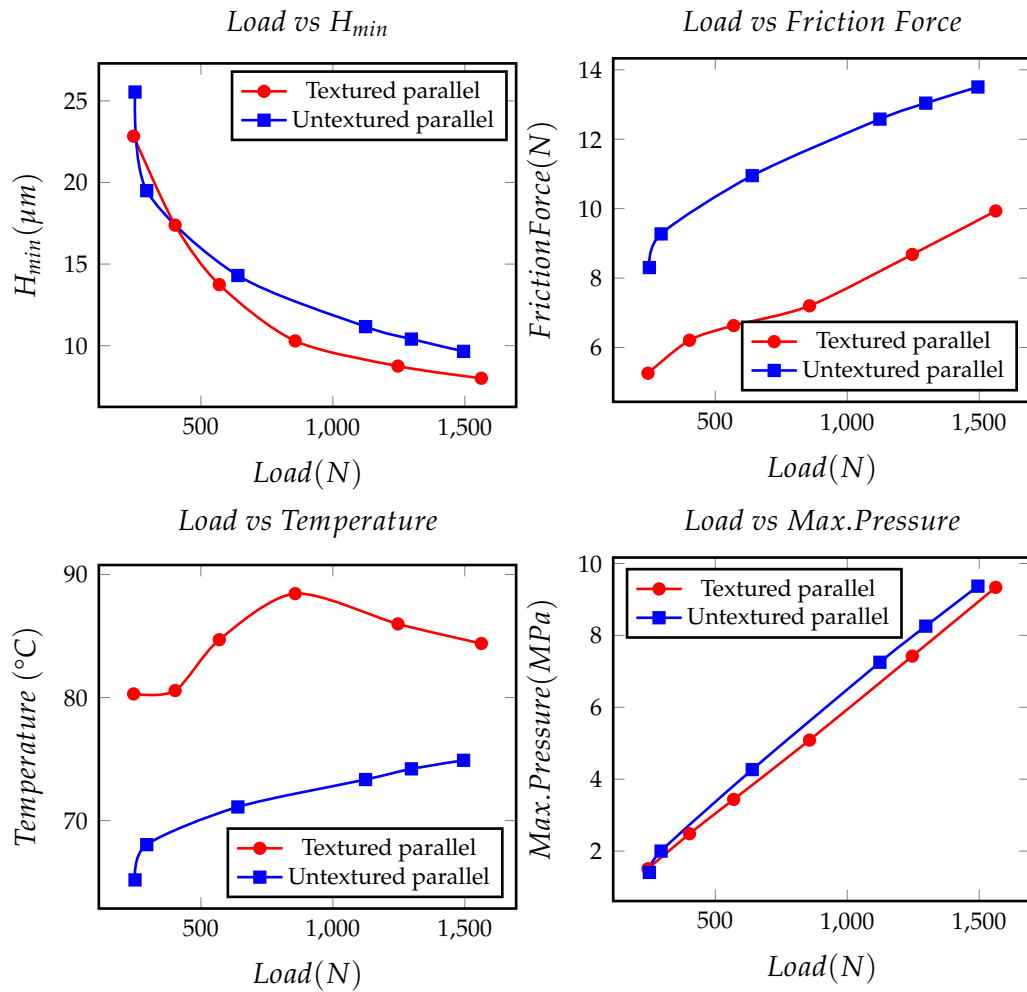 Load vs H_min
25
20
15
10
H_min(μm)
Textured parallel
Untextured parallel
500 1,000 1,500
Load(N)
Load vs Friction Force
14
12
10
8
6
FrictionForce(N)
Textured parallel
Untextured parallel
500 1,000 1,500
Load(N)
Load vs Temperature
90
80
70
Temperature (°C)
Textured parallel
Untextured parallel
500 1,000 1,500
Load(N)
Load vs Max.Pressure
10
8
6
4
2
Max.Pressure(MPa)
Textured parallel
Untextured parallel
500 1,000 1,500
Load(N)